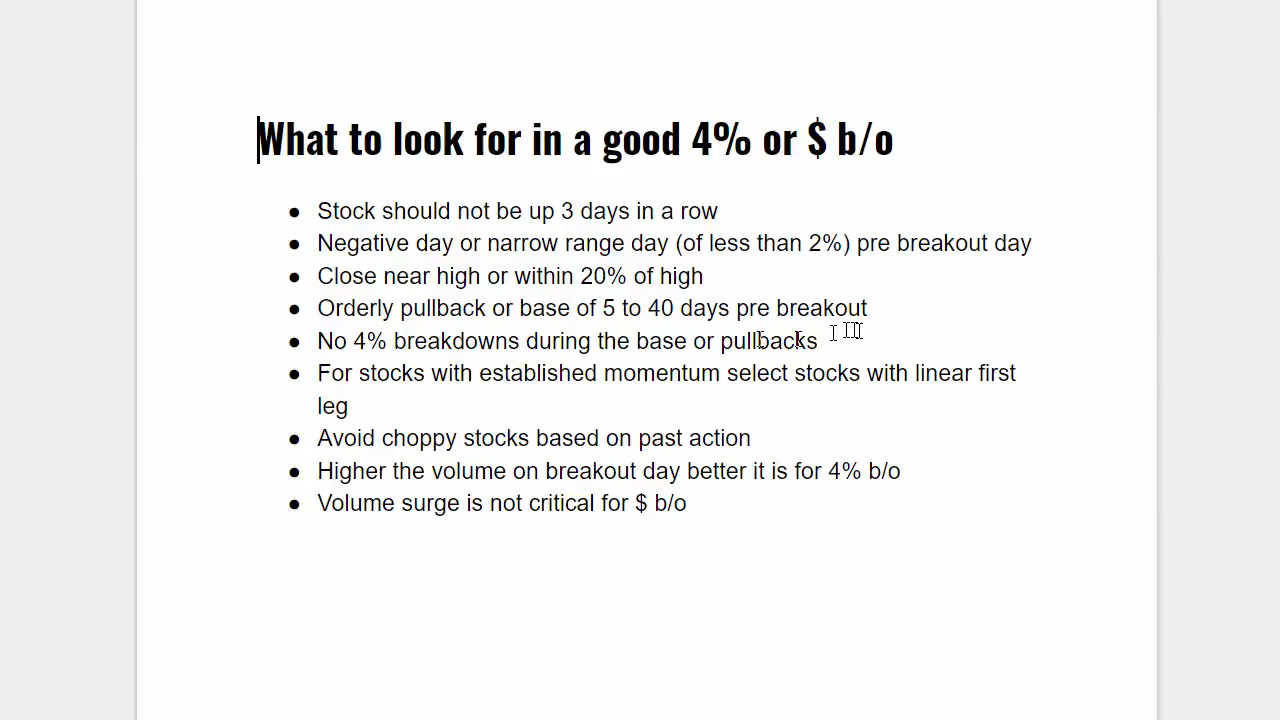 What to look for in a good 4% or $ b/o
● Stock should not be up 3 days in a row
● Negative day or narrow range day (of less than 2%) pre breakout day
● Close near high or within 20% of high
● Orderly pullback or base of 5 to 40 days pre breakout
● No 4% breakdowns during the base or pullbacks
● For stocks with established momentum select stocks with linear first
leg
● Avoid choppy stocks based on past action
● Higher the volume on breakout day better it is for 4% b/o
● Volume surge is not critical for $ b/o